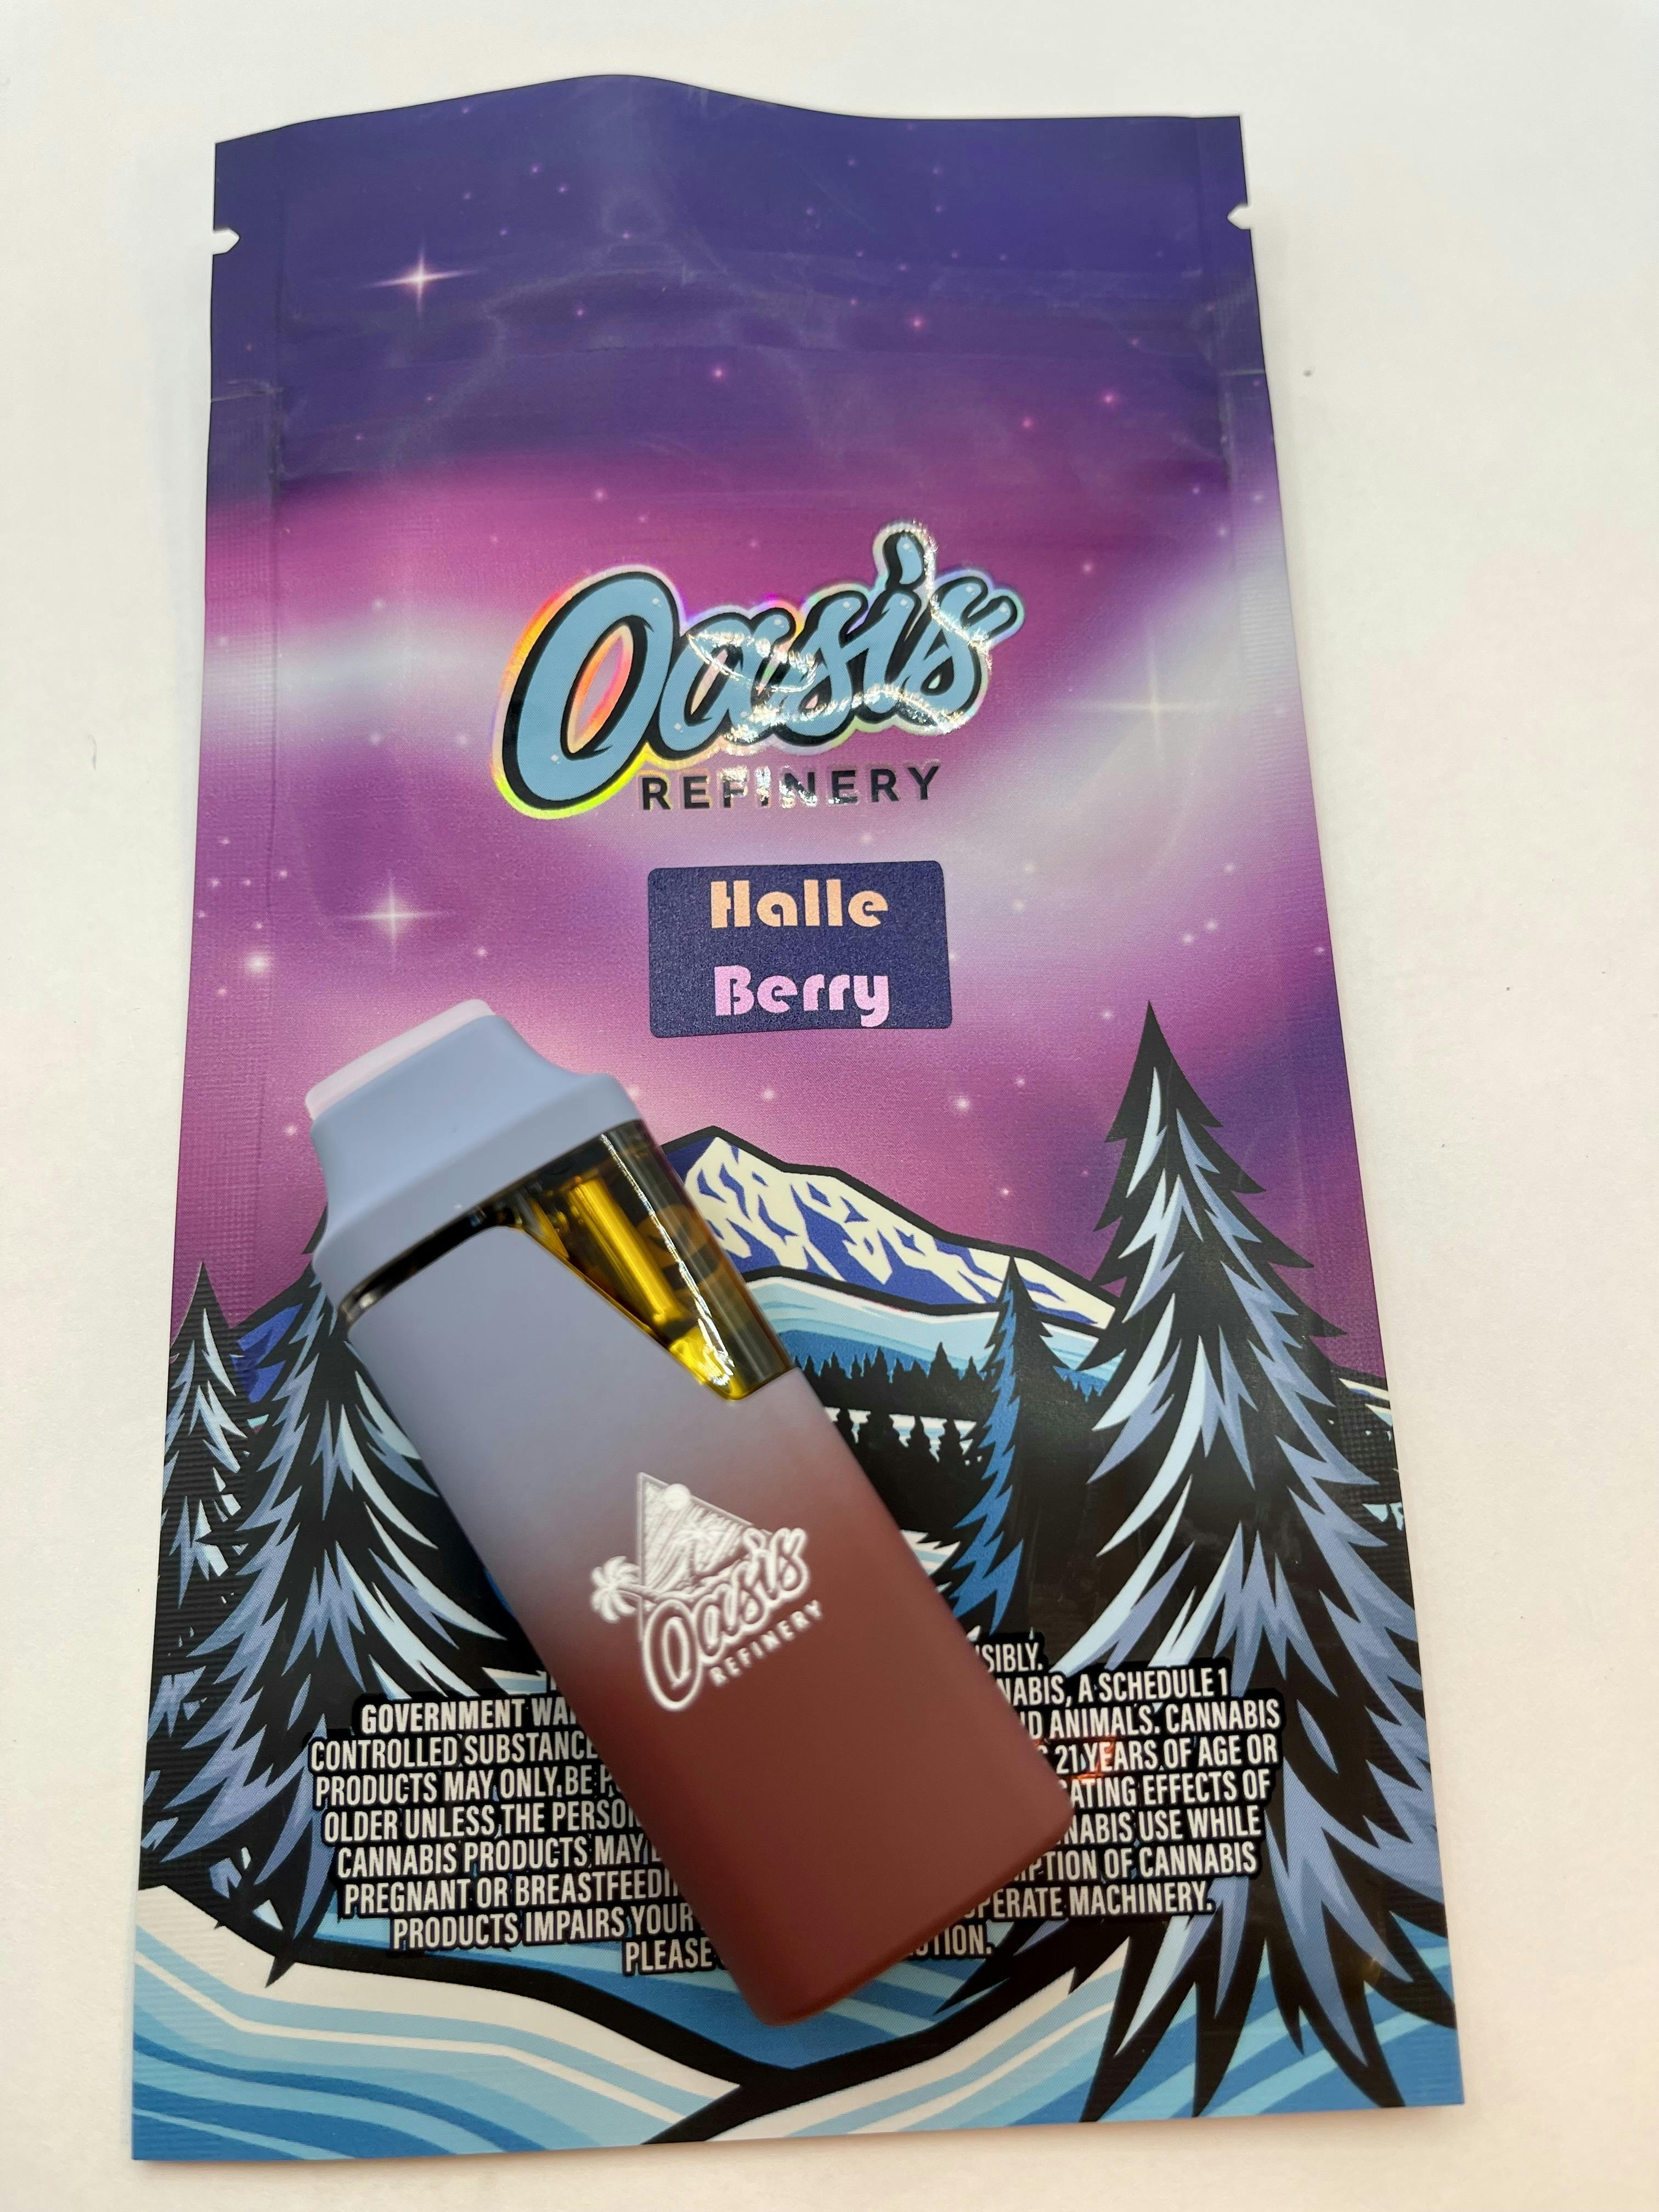 Oasis
REFINERY
Halle
Berry
Oasis
REFINERY
SIBLY.
GOVERNMENT WA NABIS, A SCHEDULE 1
CONTROLLED SUBSTANCE D ANIMALS. CANNABIS
PRODUCTS MAY ONLY BE P 21 YEARS OF AGE OR
OLDER UNLESS THE PERSO ATING EFFECTS OF
CANNABIS PRODUCTS MAY NABIS USE WHILE
PREGNANT OR BREASTFEEDI PTION OF CANNABIS
PRODUCTS IMPAIRS YOUR PERATE MACHINERY.
PLEASE TION.